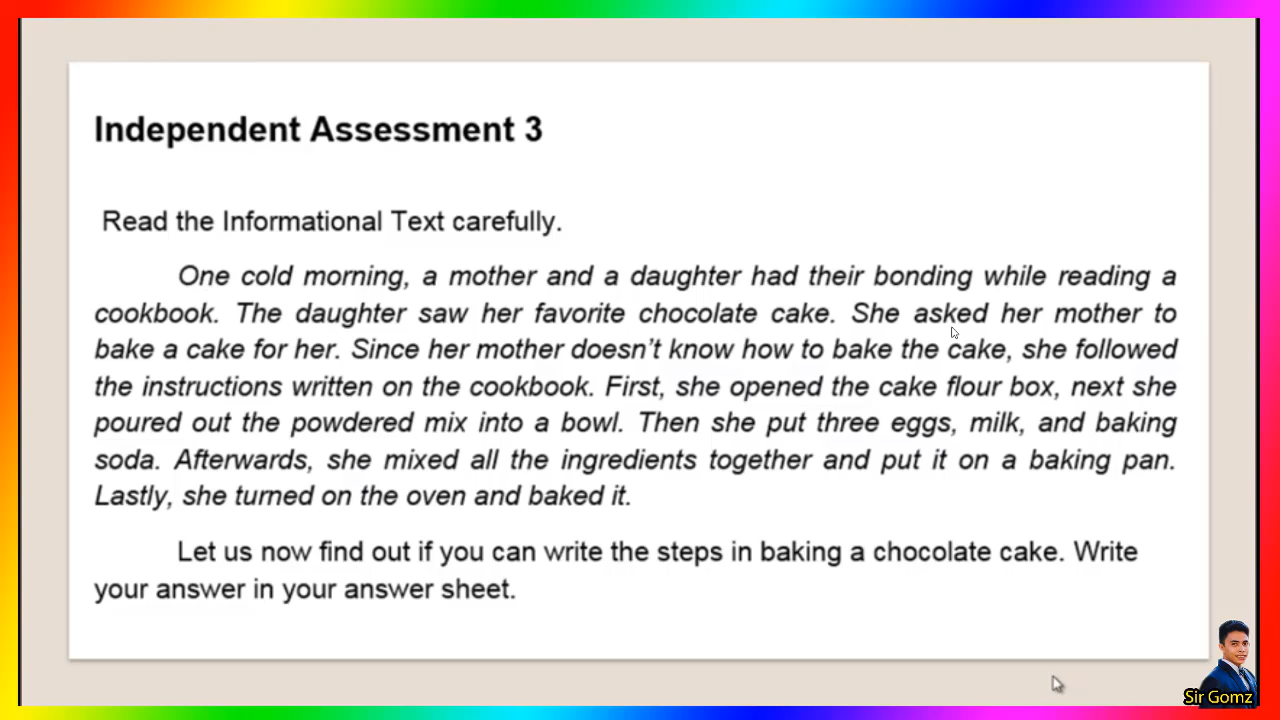 Independent Assessment 3
Read the Informational Text carefully.
One cold morning, a mother and a daughter had their bonding while reading a
cookbook. The daughter saw her favorite chocolate cake. She asked her mother to
bake a cake for her. Since her mother doesn't know how to bake the cake, she followed
the instructions written on the cookbook. First, she opened the cake flour box, next she
poured out the powdered mix into a bowl. Then she put three eggs, milk, and baking
soda. Afterwards, she mixed all the ingredients together and put it on a baking pan.
Lastly, she turned on the oven and baked it.
Let us now find out if you can write the steps in baking a chocolate cake. Write
your answer in your answer sheet.
Sir Gomz